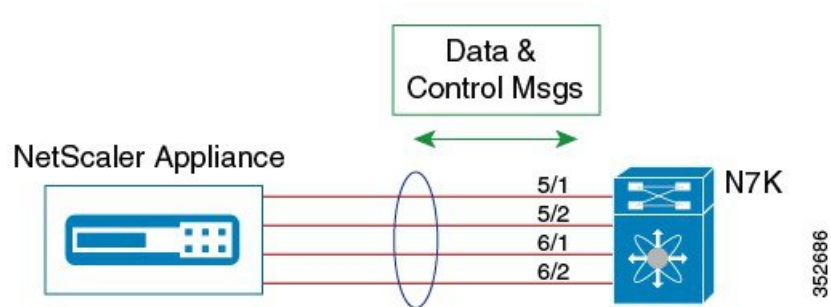 Data &
Control Msgs
NetScaler Appliance
N7K
5/1
5/2
6/1
6/2
352686